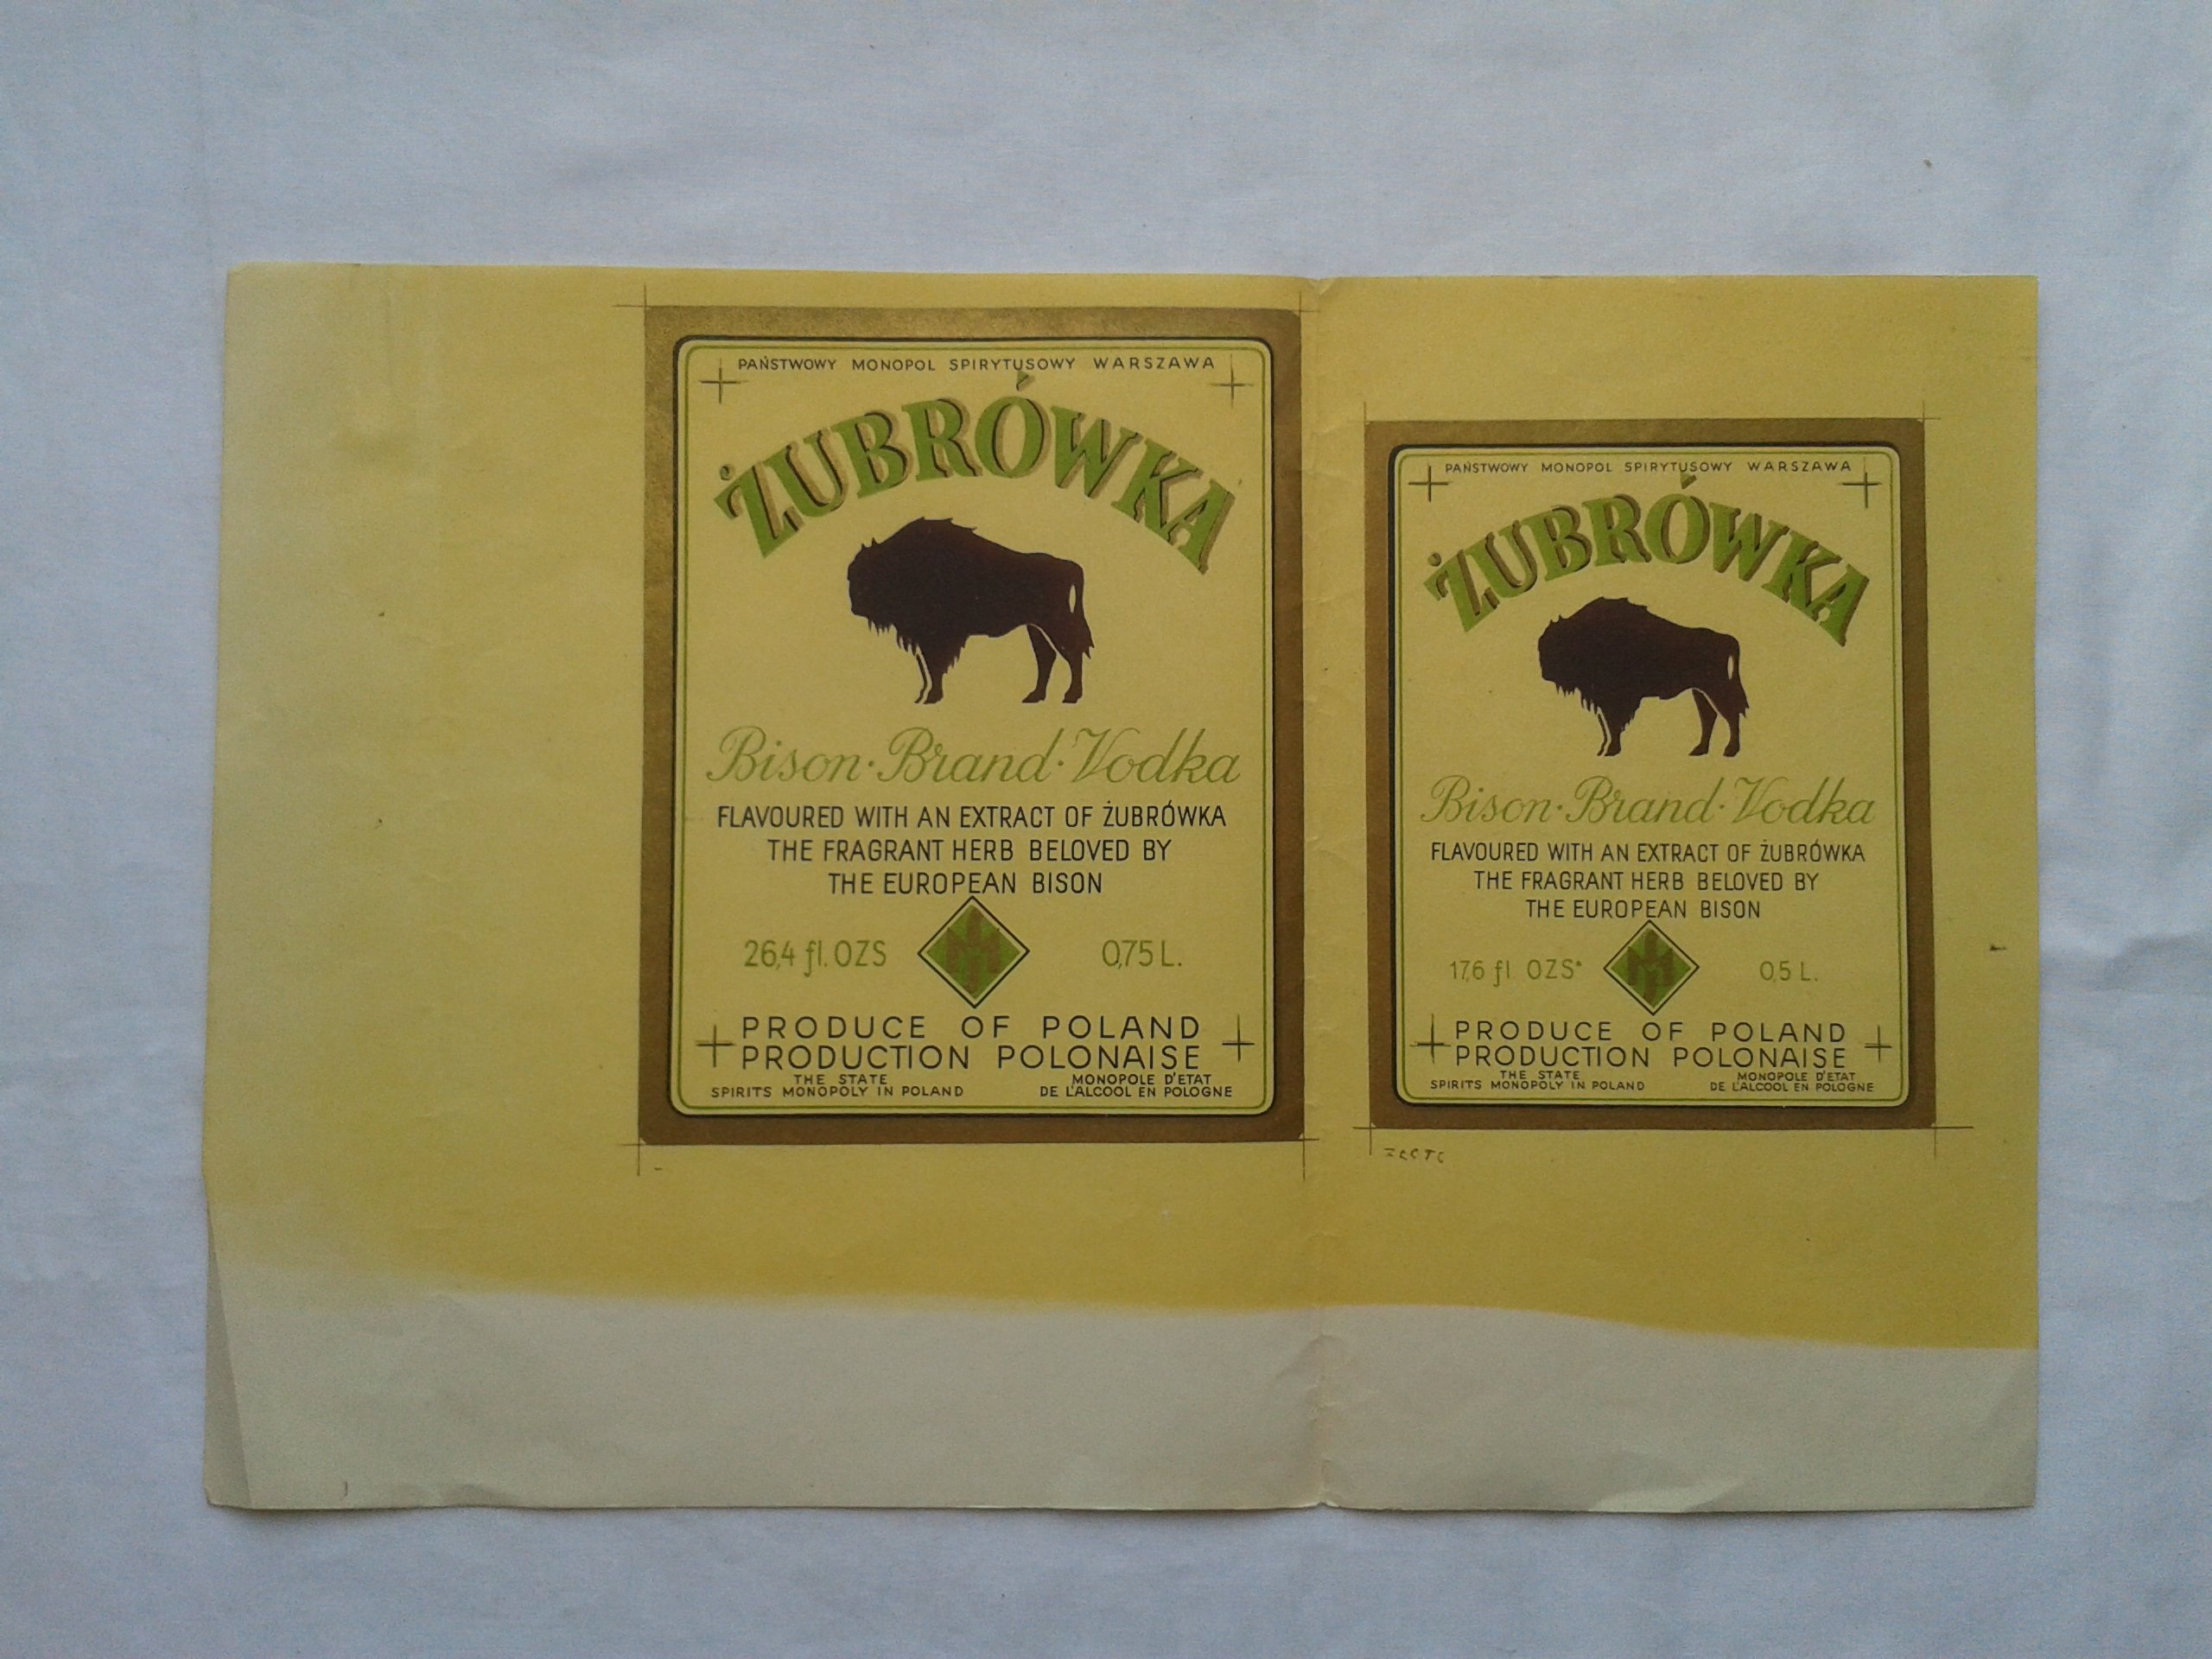 PAŃSTWOWY MONOPOL SPIRYTUSOWY WARSZAWA
ŻUBRÓWKA
Bison·Brand·Vodka
FLAVOURED WITH AN EXTRACT OF ŻUBRÓWKA
THE FRAGRANT HERB BELOVED BY
THE EUROPEAN BISON
26,4 fl. OZS 0,75 L.
PRODUCE OF POLAND
PRODUCTION POLONAISE
THE STATE
SPIRITS MONOPOLY IN POLAND
MONOPOLE D'ETAT
DE L'ALCOOL EN POLOGNE
PAŃSTWOWY MONOPOL SPIRYTUSOWY WARSZAWA
ŻUBRÓWKA
Bison·Brand·Vodka
FLAVOURED WITH AN EXTRACT OF ŻUBRÓWKA
THE FRAGRANT HERB BELOVED BY
THE EUROPEAN BISON
17,6 fl. OZS 0,5 L.
PRODUCE OF POLAND
PRODUCTION POLONAISE
THE STATE
SPIRITS MONOPOLY IN POLAND
MONOPOLE D'ETAT
DE L'ALCOOL EN POLOGNE